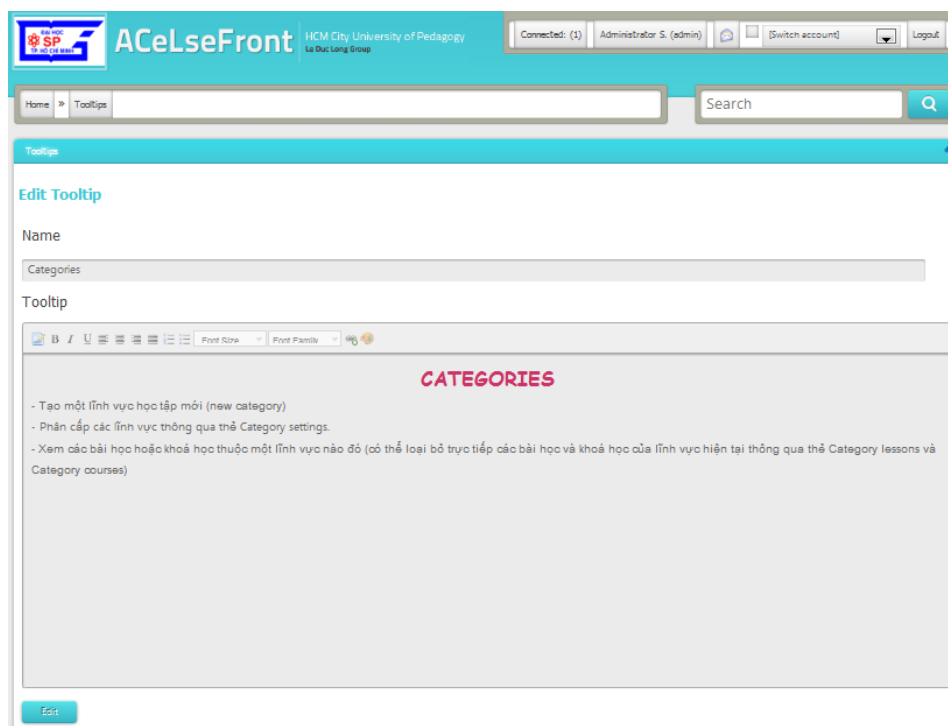 ĐẠI HỌC
SP
TP. HỒ CHÍ MINH
ACeLseFront
HCM City University of Pedagogy
Le Duc Long Group
Connected: (1)
Administrator S. (admin)
[Switch account]
Logout
Home » Tooltips
Search
Tooltips
Edit Tooltip
Name
Categories
Tooltip
B I U Font Size Font Family
CATEGORIES
- Tạo một lĩnh vực học tập mới (new category)
- Phân cấp các lĩnh vực thông qua thẻ Category settings.
- Xem các bài học hoặc khoá học thuộc một lĩnh vực nào đó (có thể loại bỏ trực tiếp các bài học và khoá học của lĩnh vực hiện tại thông qua thẻ Category lessons và
Category courses)
Edit